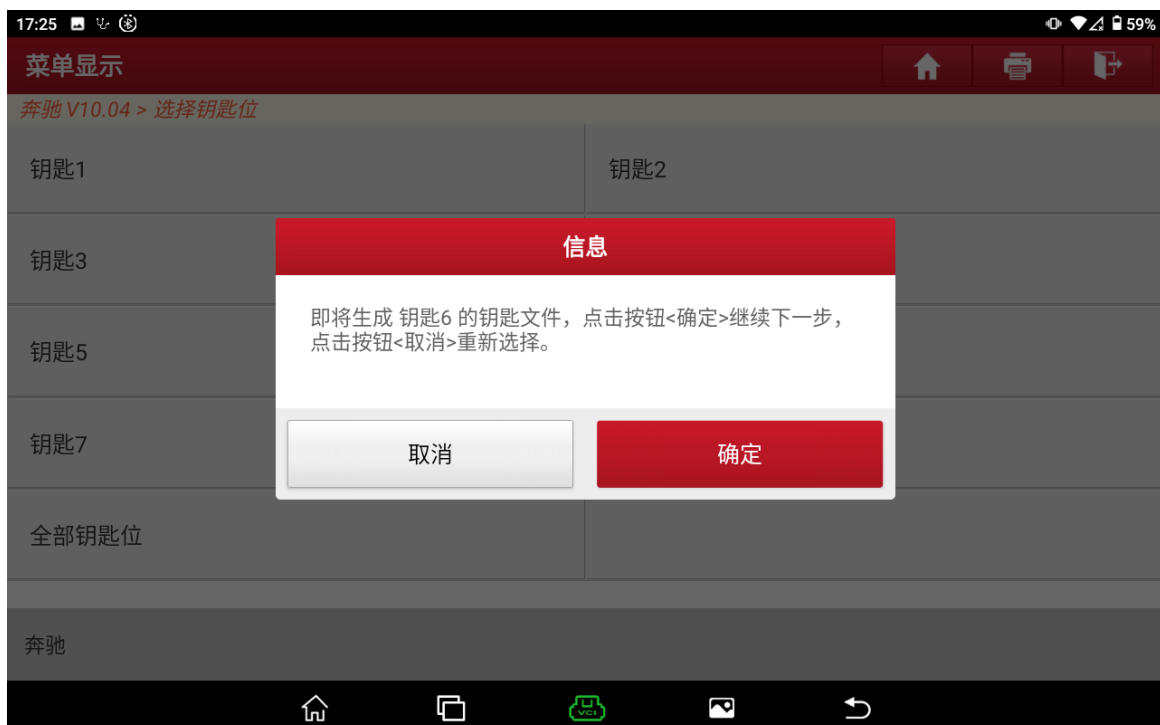 17:25
59%
菜单显示
奔驰 V10.04 > 选择钥匙位
钥匙1
钥匙2
钥匙3
信息
即将生成 钥匙6 的钥匙文件，点击按钮<确定>继续下一步，
点击按钮<取消>重新选择。
钥匙5
钥匙7
取消
确定
全部钥匙位
奔驰
VCI